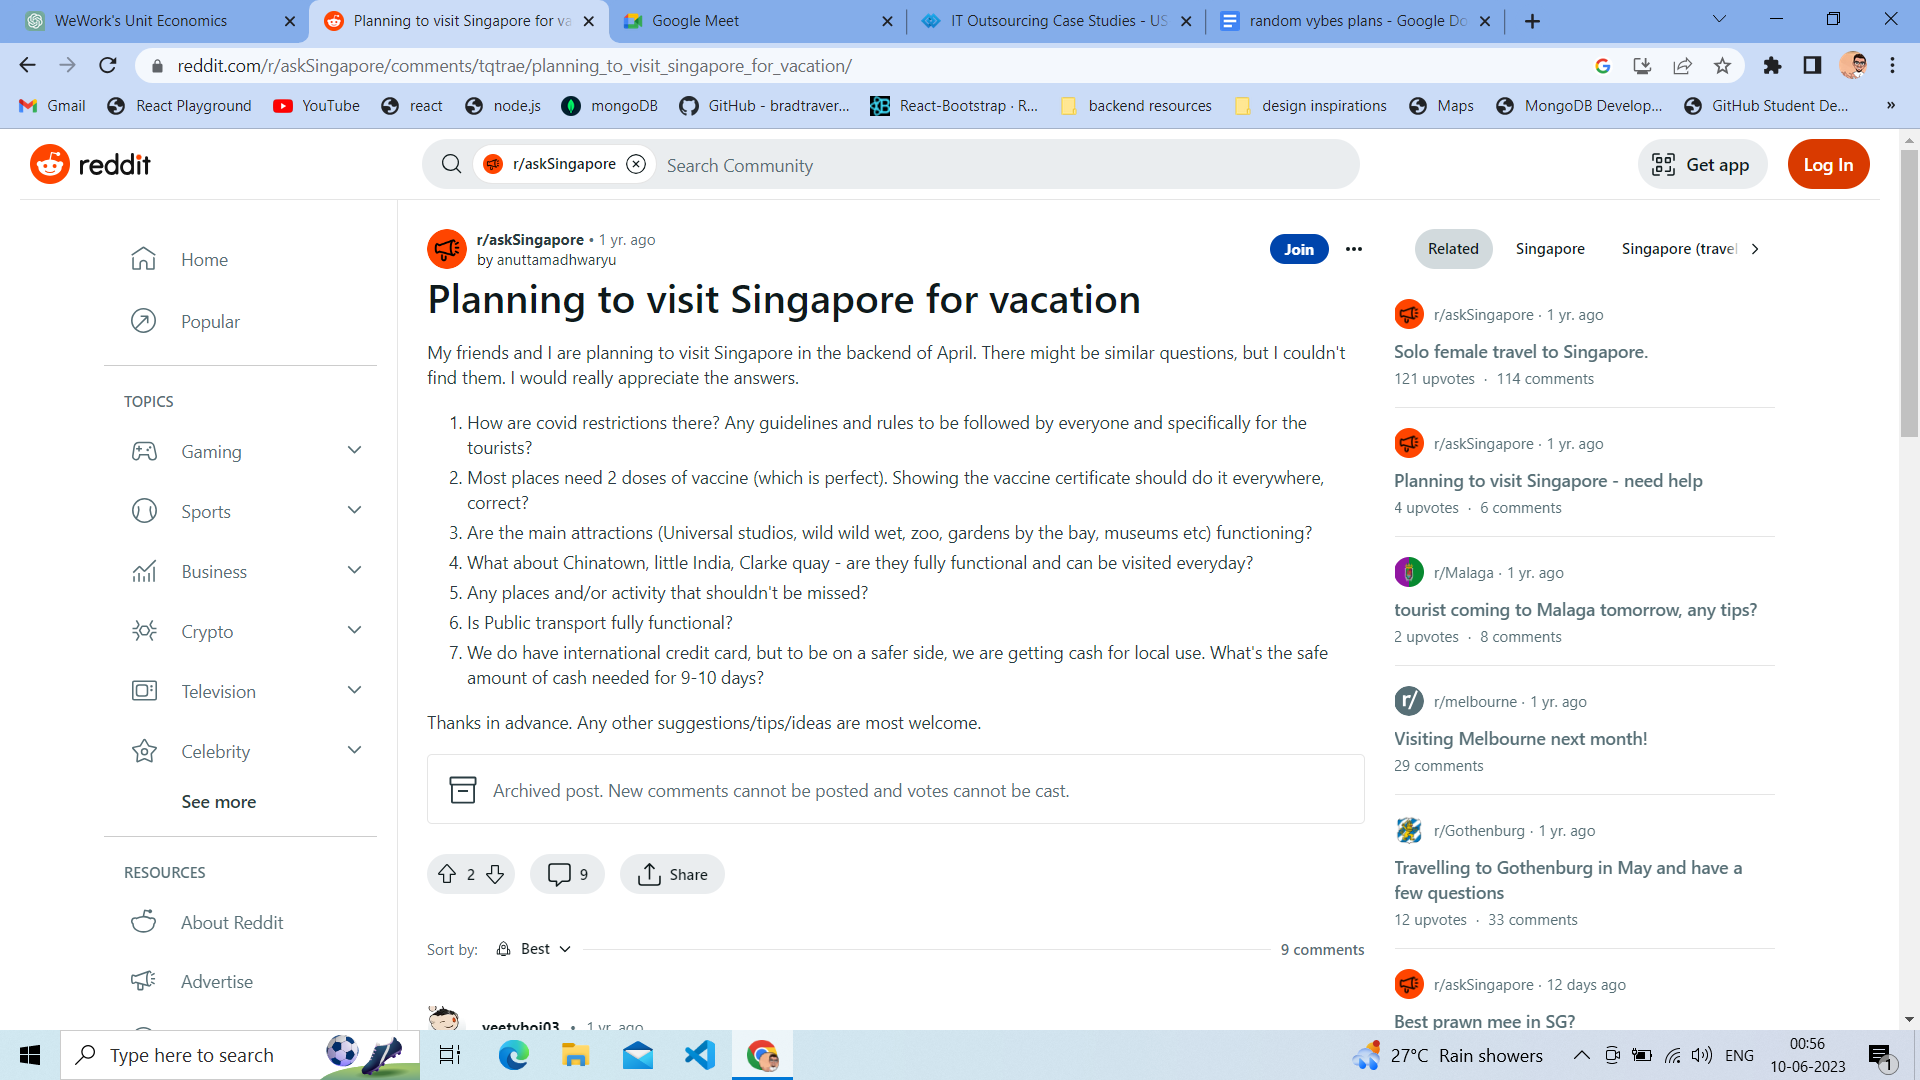 WeWork's Unit Economics
Planning to visit Singapore for va
Google Meet
IT Outsourcing Case Studies - US
random vybes plans - Google Do
reddit.com/r/askSingapore/comments/tqtrae/planning_to_visit_singapore_for_vacation/
Gmail
React Playground
YouTube
react
node.js
mongoDB
GitHub - bradtraver...
React-Bootstrap · R...
backend resources
design inspirations
Maps
MongoDB Develop...
GitHub Student De...
»
reddit
r/askSingapore
Search Community
Get app
Log In
Home
Popular
TOPICS
Gaming
Sports
Business
Crypto
Television
Celebrity
See more
RESOURCES
About Reddit
Advertise
r/askSingapore • 1 yr. ago
by anuttamadhwaryu
Join
Planning to visit Singapore for vacation
My friends and I are planning to visit Singapore in the backend of April. There might be similar questions, but I couldn't
find them. I would really appreciate the answers.
1. How are covid restrictions there? Any guidelines and rules to be followed by everyone and specifically for the
tourists?
2. Most places need 2 doses of vaccine (which is perfect). Showing the vaccine certificate should do it everywhere,
correct?
3. Are the main attractions (Universal studios, wild wild wet, zoo, gardens by the bay, museums etc) functioning?
4. What about Chinatown, little India, Clarke quay - are they fully functional and can be visited everyday?
5. Any places and/or activity that shouldn't be missed?
6. Is Public transport fully functional?
7. We do have international credit card, but to be on a safer side, we are getting cash for local use. What's the safe
amount of cash needed for 9-10 days?
Thanks in advance. Any other suggestions/tips/ideas are most welcome.
Archived post. New comments cannot be posted and votes cannot be cast.
2
9
Share
Sort by: Best
9 comments
yeetyboi03 • 1 yr. ago
Related
Singapore
Singapore (travel
r/askSingapore · 1 yr. ago
Solo female travel to Singapore.
121 upvotes · 114 comments
r/askSingapore · 1 yr. ago
Planning to visit Singapore - need help
4 upvotes · 6 comments
r/Malaga · 1 yr. ago
tourist coming to Malaga tomorrow, any tips?
2 upvotes · 8 comments
r/
r/melbourne · 1 yr. ago
Visiting Melbourne next month!
29 comments
r/Gothenburg · 1 yr. ago
Travelling to Gothenburg in May and have a
few questions
12 upvotes · 33 comments
r/askSingapore · 12 days ago
Best prawn mee in SG?
Type here to search
27°C Rain showers
ENG
00:56
10-06-2023
1